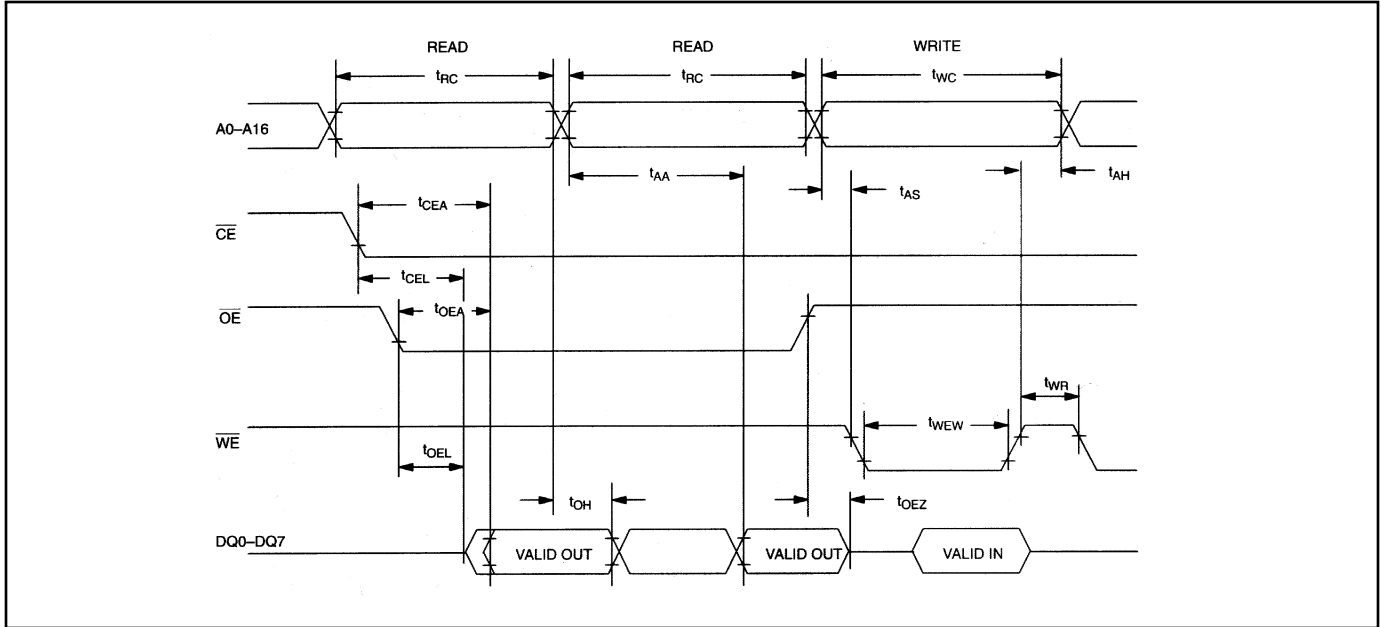 READ READ WRITE
tRC tRC tWC
A0–A16
tAA tAS tAH
tCEA
CE
tCEL
OE
tOEA
tWR
WE
tWEW
tOEL
tOH tOEZ
DQ0–DQ7
VALID OUT VALID OUT VALID IN